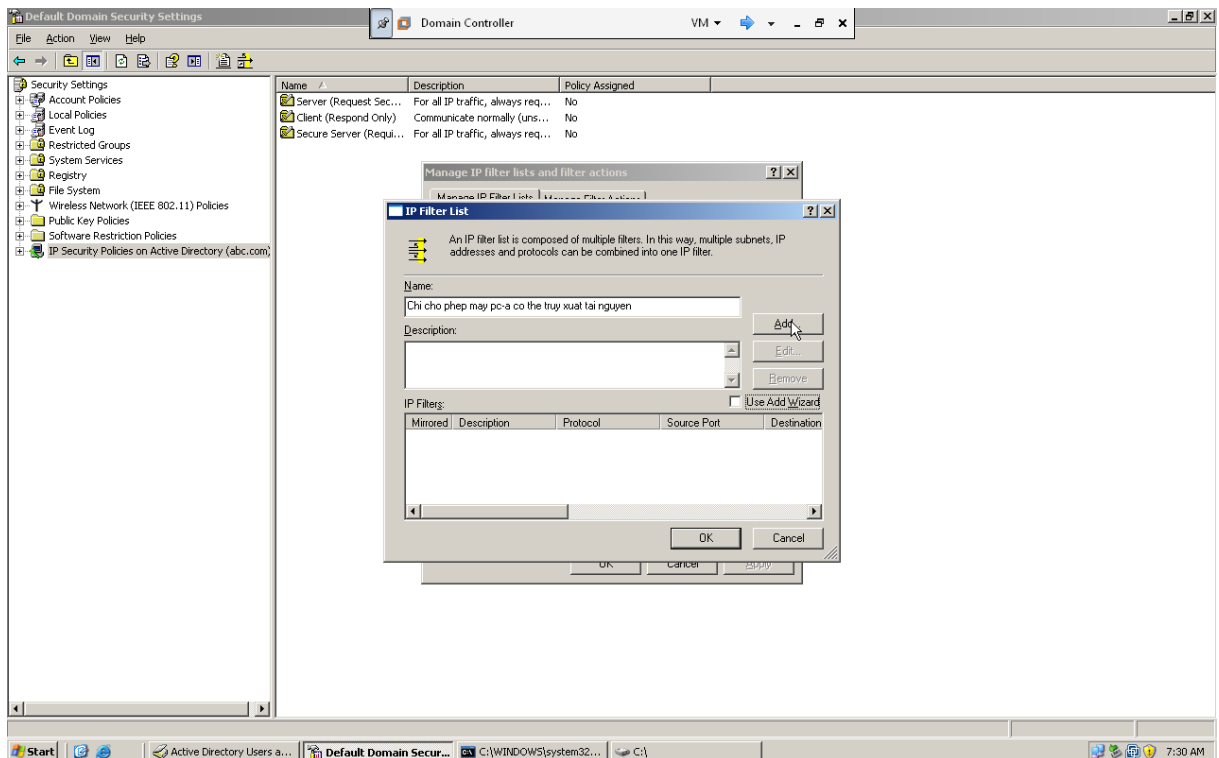 Default Domain Security Settings
Domain Controller
VM
File Action View Help
Security Settings
Account Policies
Local Policies
Event Log
Restricted Groups
System Services
Registry
File System
Wireless Network (IEEE 802.11) Policies
Public Key Policies
Software Restriction Policies
IP Security Policies on Active Directory (abc.com)
Name Description Policy Assigned
Server (Request Sec... For all IP traffic, always req... No
Client (Respond Only) Communicate normally (uns... No
Secure Server (Requi... For all IP traffic, always req... No
Manage IP filter lists and filter actions
Manage IP Filter Lists Manage Filter Actions
IP Filter List
An IP filter list is composed of multiple filters. In this way, multiple subnets, IP
addresses and protocols can be combined into one IP filter.
Name:
Chi cho phep may pc-a co the truy xuat tai nguyen
Add...
Description:
Edit...
Remove
IP Filters:
Use Add Wizard
Mirrored Description Protocol Source Port Destination
OK Cancel
OK Cancel Apply
Start Active Directory Users a... Default Domain Secur... C:\WINDOWS\system32... C:\ 7:30 AM